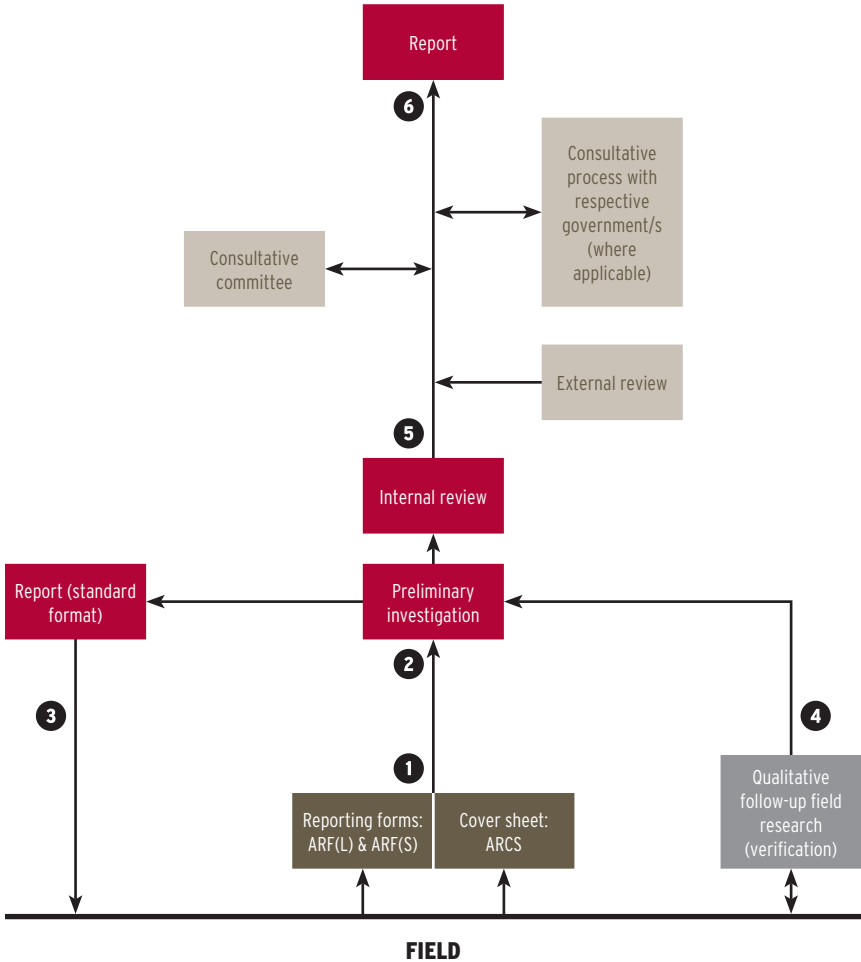 Report
6
Consultative
process with
respective
government/s
(where
applicable)
Consultative
committee
External review
5
Internal review
Report (standard
format)
Preliminary
investigation
2
3
4
1
Reporting forms:
ARF(L) & ARF(S)
Cover sheet:
ARCS
Qualitative
follow-up field
research
(verification)
FIELD